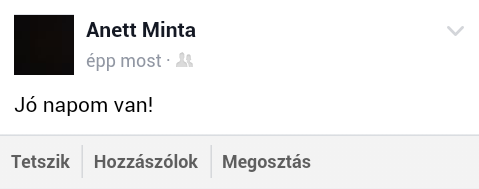 Anett Minta
épp most ·
Jó napom van!
Tetszik Hozzászólok Megosztás